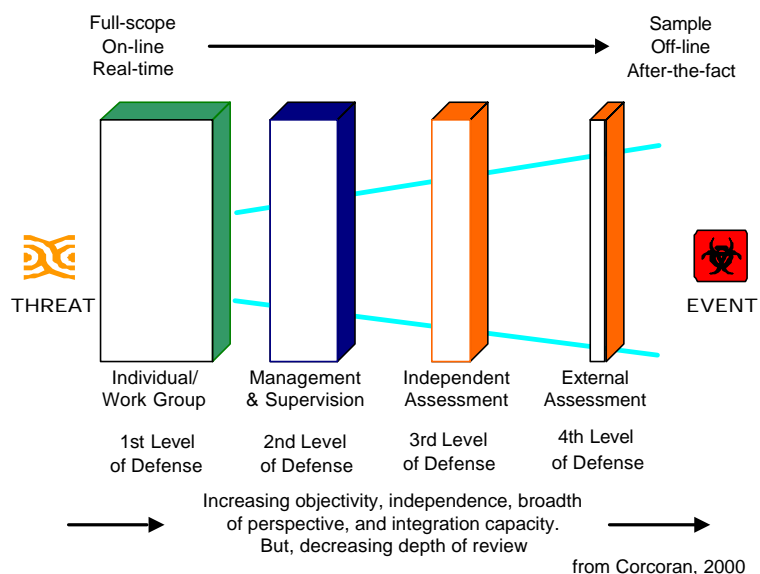 Full-scope
On-line
Real-time
Sample
Off-line
After-the-fact
THREAT
EVENT
Individual/
Work Group
Management
& Supervision
Independent
Assessment
External
Assessment
1st Level
of Defense
2nd Level
of Defense
3rd Level
of Defense
4th Level
of Defense
Increasing objectivity, independence, breadth
of perspective, and integration capacity.
But, decreasing depth of review
from Corcoran, 2000